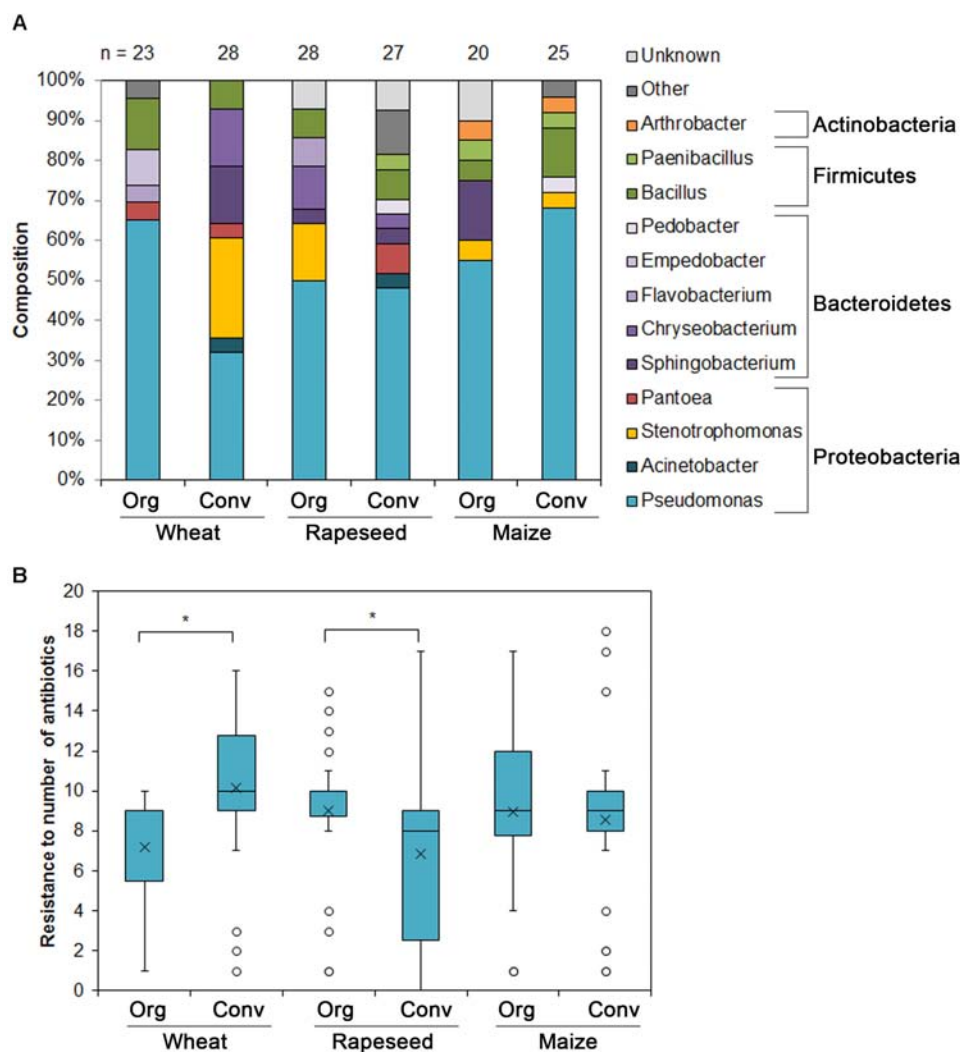 A
n = 23 28 28 27 20 25
100%
90%
80%
70%
60%
50%
40%
30%
20%
10%
0%
Composition
Org Conv Org Conv Org Conv
Wheat Rapeseed Maize
Unknown
Other
Arthrobacter
Paenibacillus
Bacillus
Pedobacter
Empedobacter
Flavobacterium
Chryseobacterium
Sphingobacterium
Pantoea
Stenotrophomonas
Acinetobacter
Pseudomonas
Actinobacteria
Firmicutes
Bacteroidetes
Proteobacteria
B
20
18
16
14
12
10
8
6
4
2
0
Resistance to number of antibiotics
* *
Org Conv Org Conv Org Conv
Wheat Rapeseed Maize